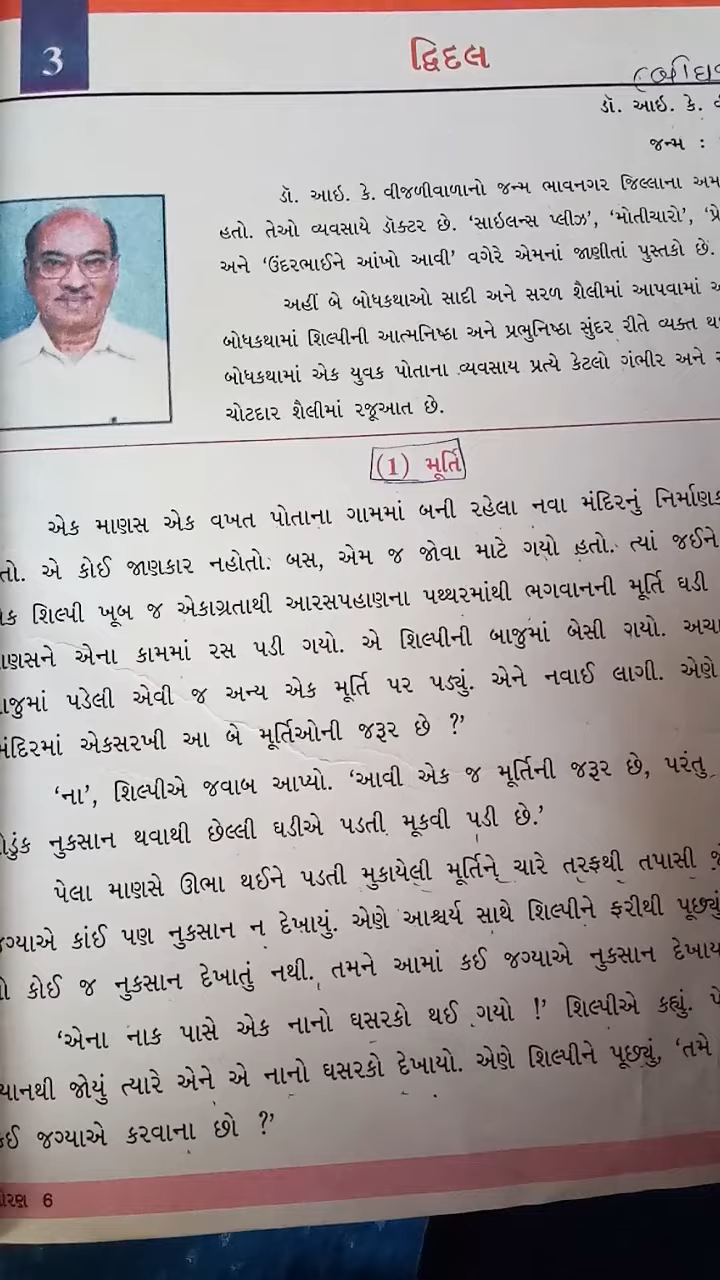 3
દ્વિદલ
ડૉ. આઇ. કે.
જન્મ :
ડૉ. આઇ. કે. વીજળીવાળાનો જન્મ ભાવનગર જિલ્લાના
હતો. તેઓ વ્યવસાયે ડૉક્ટર છે. ‘સાઇલન્સ પ્લીઝ’, ‘મોતીચારો’,
અને ‘ઉંદરભાઈને આંખો આવી’ વગેરે એમનાં જાણીતાં પુસ્તકો છે.
અહીં બે બોધકથાઓ સાદી અને સરળ શૈલીમાં આપવામાં
બોધકથામાં શિલ્પીની આત્મનિષ્ઠા અને પ્રભુનિષ્ઠા સુંદર રીતે વ્યક્ત
બોધકથામાં એક યુવક પોતાના વ્યવસાય પ્રત્યે કેટલો ગંભીર અને
ચોટદાર શૈલીમાં રજૂઆત છે.
(1) મૂર્તિ
એક માણસ એક વખત પોતાના ગામમાં બની રહેલા નવા મંદિરનું
એ કોઈ જાણકાર નહોતો. બસ, એમ જ જોવા માટે ગયો હતો. ત્યાં જઈને
શિલ્પી ખૂબ જ એકાગ્રતાથી આરસપહાણના પથ્થરમાંથી ભગવાનની મૂર્તિ ઘડી
એના કામમાં રસ પડી ગયો. એ શિલ્પીની બાજુમાં બેસી ગયો.
પડેલી એવી જ અન્ય એક મૂર્તિ પર પડ્યું. એને નવાઈ લાગી. એણે
મંદિરમાં એકસરખી આ બે મૂર્તિઓની જરૂર છે ?’
‘ના’, શિલ્પીએ જવાબ આપ્યો. ‘આવી એક જ મૂર્તિની જરૂર છે, પરંતુ
નુકસાન થવાથી છેલ્લી ઘડીએ પડતી મૂકવી પડી છે.’
પેલા માણસે ઊભા થઈને પડતી મુકાયેલી મૂર્તિને ચારે તરફથી તપાસી
જગ્યાએ કાંઈ પણ નુકસાન ન દેખાયું. એણે આશ્ચર્ય સાથે શિલ્પીને ફરીથી પૂછ્યું
કોઈ જ નુકસાન દેખાતું નથી. તમને આમાં કઈ જગ્યાએ નુકસાન
‘એના નાક પાસે એક નાનો ઘસરકો થઈ ગયો !’ શિલ્પીએ કહ્યું.
જોયું ત્યારે એને એ નાનો ઘસરકો દેખાયો. એણે શિલ્પીને પૂછ્યું, ‘તમે
કઈ જગ્યાએ કરવાના છો ?’
6